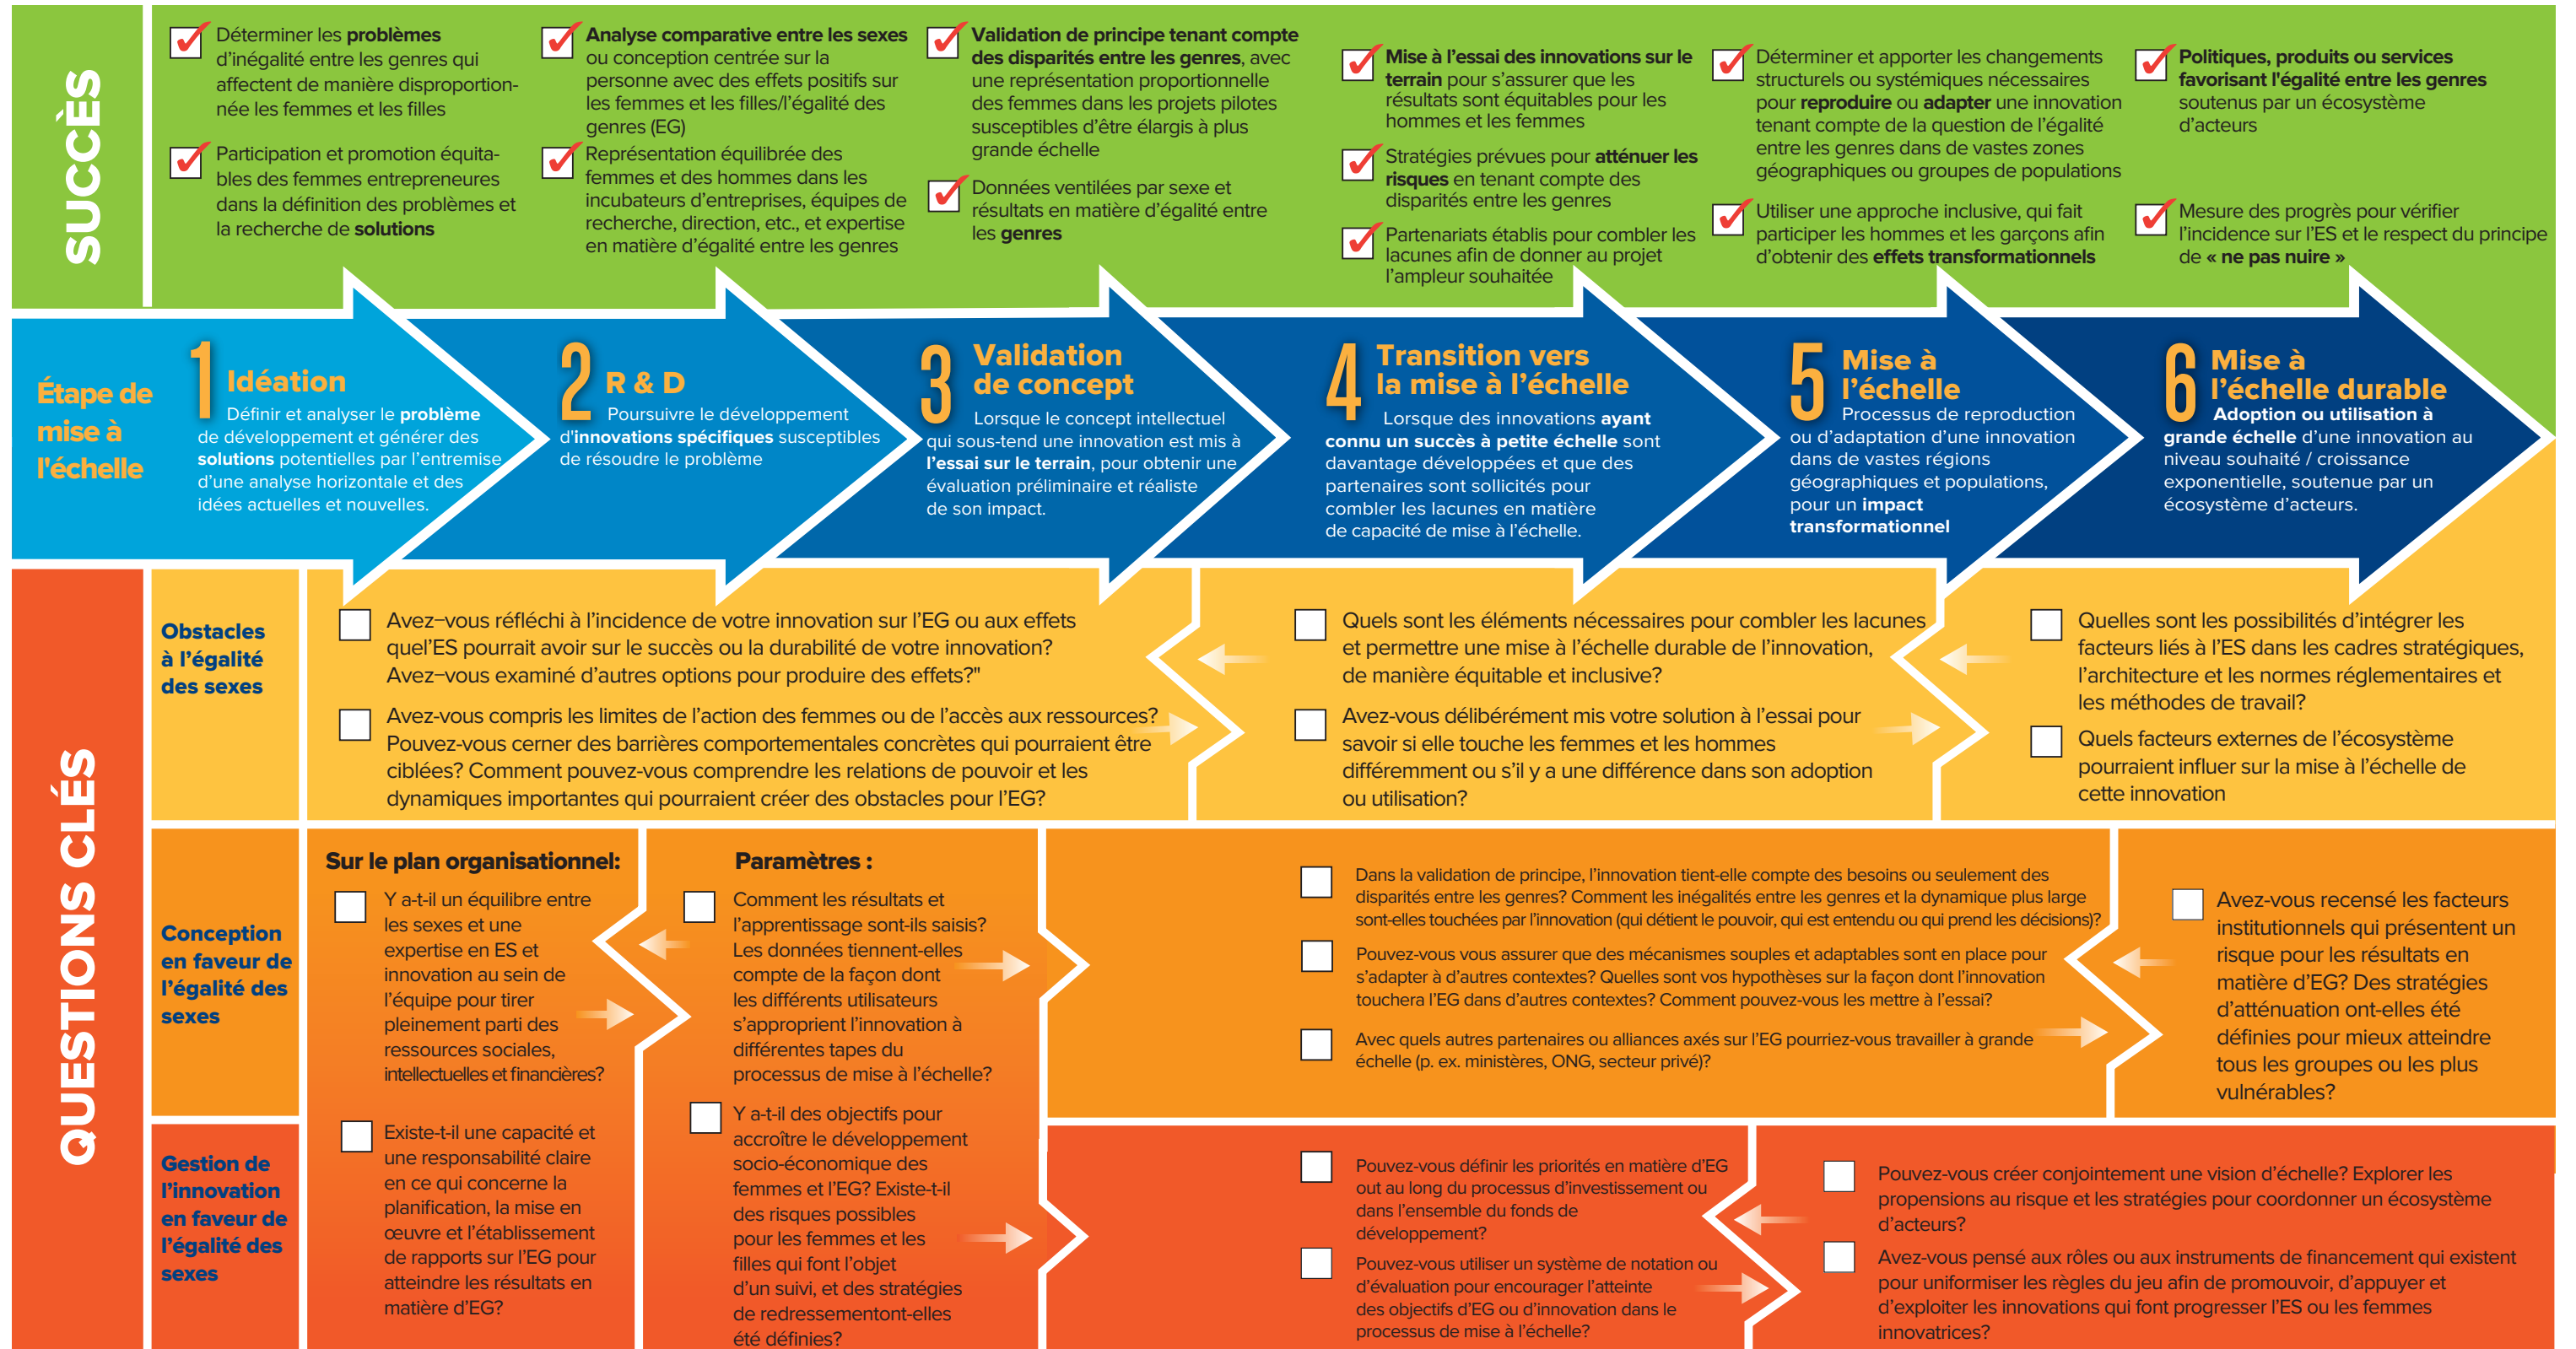 SUCCÈS
Déterminer les problèmes
d’inégalité entre les genres qui
affectent de manière disproportion-
née les femmes et les filles
Participation et promotion équita-
bles des femmes entrepreneures
dans la définition des problèmes et
la recherche de solutions
Analyse comparative entre les sexes
ou conception centrée sur la
personne avec des effets positifs sur
les femmes et les filles/l’égalité des
genres (EG)
Représentation équilibrée des
femmes et des hommes dans les
incubateurs d’entreprises, équipes de
recherche, direction, etc., et expertise
en matière d’égalité entre les genres
Validation de principe tenant compte
des disparités entre les genres, avec
une représentation proportionnelle
des femmes dans les projets pilotes
susceptibles d’être élargis à plus
grande échelle
Données ventilées par sexe et
résultats en matière d’égalité entre
les genres
Mise à l’essai des innovations sur le
terrain pour s’assurer que les
résultats sont équitables pour les
hommes et les femmes
Stratégies prévues pour atténuer les
risques en tenant compte des
disparités entre les genres
Partenariats établis pour combler les
lacunes afin de donner au projet
l’ampleur souhaitée
Déterminer et apporter les changements
structurels ou systémiques nécessaires
pour reproduire ou adapter une innovation
tenant compte de la question de l’égalité
entre les genres dans de vastes zones
géographiques ou groupes de populations
Utiliser une approche inclusive, qui fait
participer les hommes et les garçons afin
d’obtenir des effets transformationnels
Politiques, produits ou services
favorisant l'égalité entre les genres
soutenus par un écosystème
d’acteurs
Mesure des progrès pour vérifier
l’incidence sur l’ES et le respect du principe
de « ne pas nuire »
Étape de
mise à
l'échelle
1 Idéation
Définir et analyser le problème
de développement et générer des
solutions potentielles par l’entremise
d’une analyse horizontale et des
idées actuelles et nouvelles.
2 R & D
Poursuivre le développement
d'innovations spécifiques susceptibles
de résoudre le problème
3 Validation
de concept
Lorsque le concept intellectuel
qui sous-tend une innovation est mis à
l’essai sur le terrain, pour obtenir une
évaluation préliminaire et réaliste
de son impact.
4 Transition vers
la mise à l’échelle
Lorsque des innovations ayant
connu un succès à petite échelle sont
davantage développées et que des
partenaires sont sollicités pour
combler les lacunes en matière
de capacité de mise à l’échelle.
5 Mise à
l’échelle
Processus de reproduction
ou d’adaptation d’une innovation
dans de vastes régions
géographiques et populations,
pour un impact
transformationnel
6 Mise à
l’échelle durable
Adoption ou utilisation à
grande échelle d’une innovation au
niveau souhaité / croissance
exponentielle, soutenue par un
écosystème d’acteurs.
QUESTIONS CLÉS
Obstacles
à l’égalité
des sexes
Avez–vous réfléchi à l’incidence de votre innovation sur l’EG ou aux effets
quel’ES pourrait avoir sur le succès ou la durabilité de votre innovation?
Avez–vous examiné d’autres options pour produire des effets?"
Avez-vous compris les limites de l’action des femmes ou de l’accès aux ressources?
Pouvez-vous cerner des barrières comportementales concrètes qui pourraient être
ciblées? Comment pouvez-vous comprendre les relations de pouvoir et les
dynamiques importantes qui pourraient créer des obstacles pour l’EG?
Quels sont les éléments nécessaires pour combler les lacunes
et permettre une mise à l’échelle durable de l’innovation,
de manière équitable et inclusive?
Avez-vous délibérément mis votre solution à l’essai pour
savoir si elle touche les femmes et les hommes
différemment ou s’il y a une différence dans son adoption
ou utilisation?
Quelles sont les possibilités d’intégrer les
facteurs liés à l’ES dans les cadres stratégiques,
l’architecture et les normes réglementaires et
les méthodes de travail?
Quels facteurs externes de l’écosystème
pourraient influer sur la mise à l’échelle de
cette innovation
Conception
en faveur de
l’égalité des
sexes
Sur le plan organisationnel:
Y a-t-il un équilibre entre
les sexes et une
expertise en ES et
innovation au sein de
l’équipe pour tirer
pleinement parti des
ressources sociales,
intellectuelles et financières?
Existe-t-il une capacité et
une responsabilité claire
en ce qui concerne la
planification, la mise en
œuvre et l’établissement
de rapports sur l’EG pour
atteindre les résultats en
matière d’EG?
Paramètres :
Comment les résultats et
l’apprentissage sont-ils saisis?
Les données tiennent-elles
compte de la façon dont
les différents utilisateurs
s’approprient l’innovation à
différentes tapes du
processus de mise à l’échelle?
Y a-t-il des objectifs pour
accroître le développement
socio-économique des
femmes et l’EG? Existe-t-il
des risques possibles
pour les femmes et les
filles qui font l’objet
d’un suivi, et des stratégies
de redressementont-elles
été définies?
Dans la validation de principe, l’innovation tient-elle compte des besoins ou seulement des
disparités entre les genres? Comment les inégalités entre les genres et la dynamique plus large
sont-elles touchées par l’innovation (qui détient le pouvoir, qui est entendu ou qui prend les décisions)?
Pouvez-vous vous assurer que des mécanismes souples et adaptables sont en place pour
s’adapter à d’autres contextes? Quelles sont vos hypothèses sur la façon dont l’innovation
touchera l’EG dans d’autres contextes? Comment pouvez-vous les mettre à l’essai?
Avec quels autres partenaires ou alliances axés sur l’EG pourriez-vous travailler à grande
échelle (p. ex. ministères, ONG, secteur privé)?
Avez-vous recensé les facteurs
institutionnels qui présentent un
risque pour les résultats en
matière d’EG? Des stratégies
d’atténuation ont-elles été
définies pour mieux atteindre
tous les groupes ou les plus
vulnérables?
Gestion de
l’innovation
en faveur de
l’égalité des
sexes
Pouvez-vous définir les priorités en matière d’EG
out au long du processus d’investissement ou
dans l’ensemble du fonds de
développement?
Pouvez-vous utiliser un système de notation ou
d’évaluation pour encourager l’atteinte
des objectifs d’EG ou d’innovation dans le
processus de mise à l’échelle?
Pouvez-vous créer conjointement une vision d’échelle? Explorer les
propensions au risque et les stratégies pour coordonner un écosystème
d’acteurs?
Avez-vous pensé aux rôles ou aux instruments de financement qui existent
pour uniformiser les règles du jeu afin de promouvoir, d’appuyer et
d’exploiter les innovations qui font progresser l’ES ou les femmes
innovatrices?